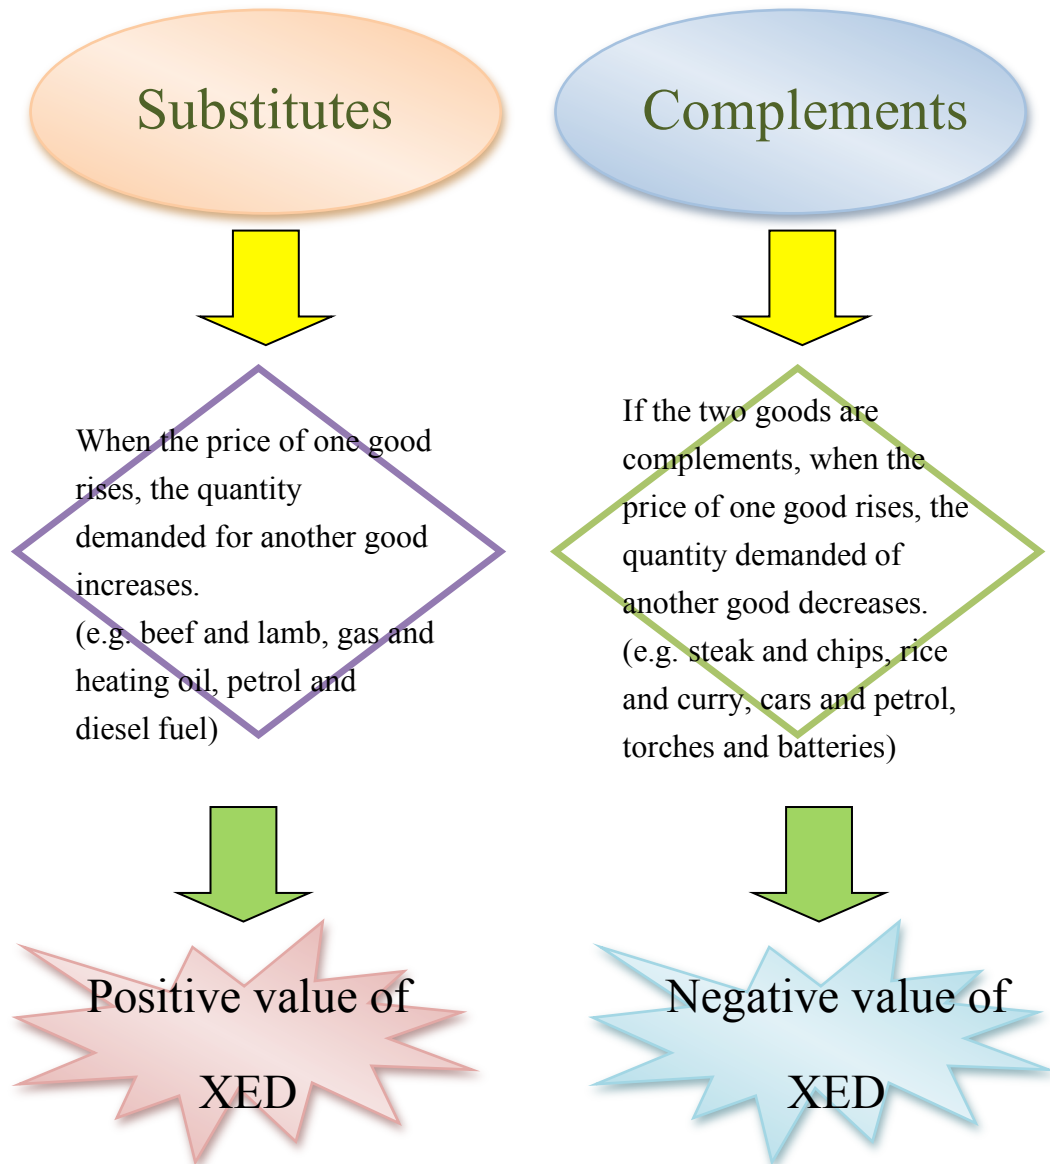 Substitutes
When the price of one good
rises, the quantity
demanded for another good
increases.
(e.g. beef and lamb, gas and
heating oil, petrol and
diesel fuel)
Positive value of
XED
Complements
If the two goods are
complements, when the
price of one good rises, the
quantity demanded of
another good decreases.
(e.g. steak and chips, rice
and curry, cars and petrol,
torches and batteries)
Negative value of
XED